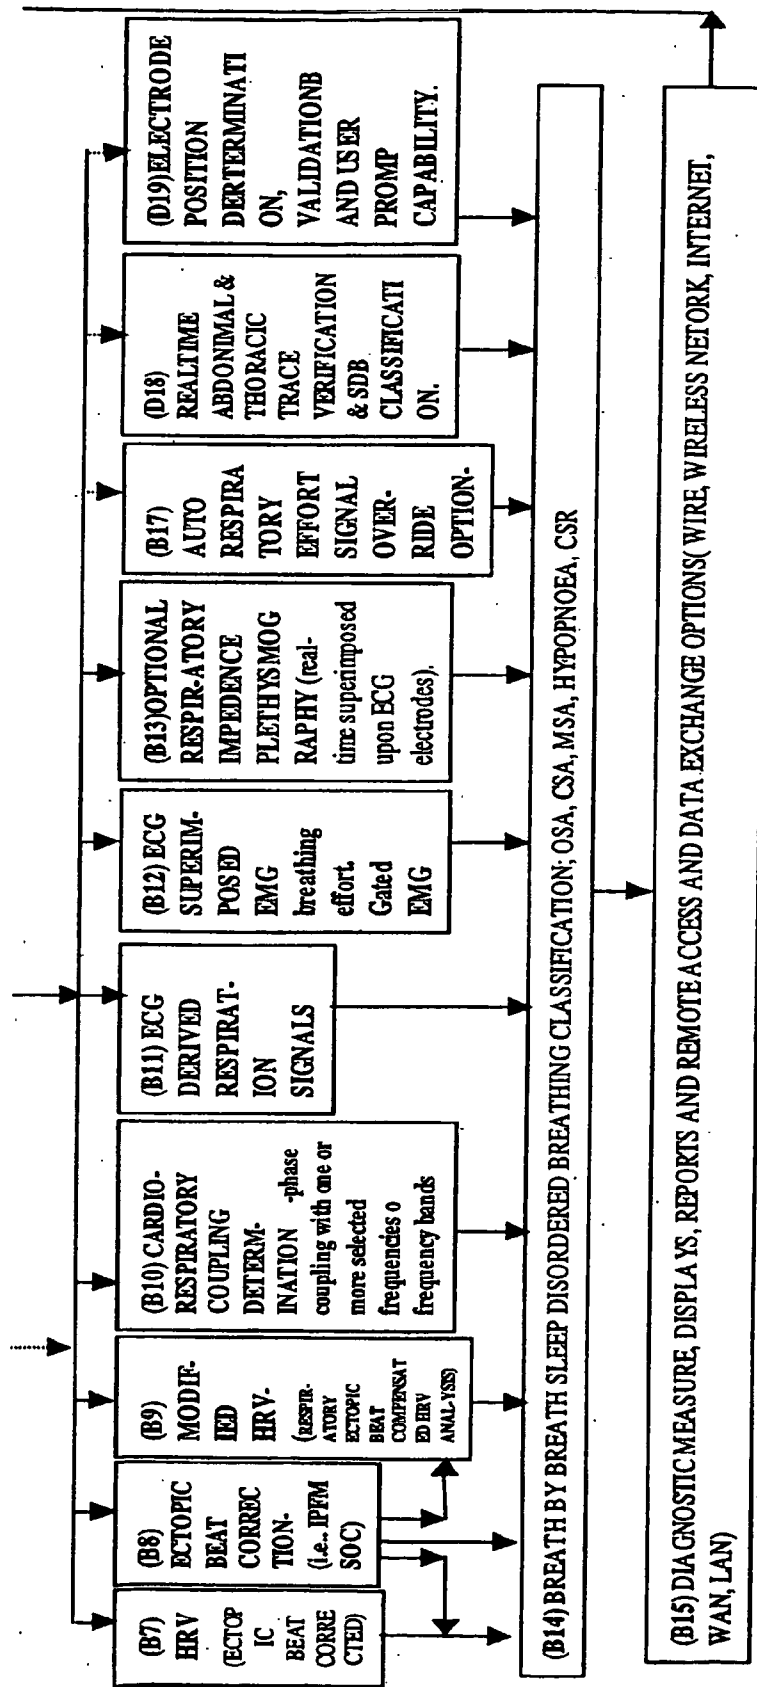 (B7)
HRV
(ECTOP
IC
BEAT
CORRE
CTED)
(B8)
ECTOPIC
BEAT
CORREC
TION-
(i.e.. IPFM
SOC)
(B9)
MODIF-
IED
HRV-
(RESPIR-
ATORY
ECTOPIC
BEAT
COMPENSAT
ED HRV
ANAL-YSIS)
(B10) CARDIO-
RESPIRATORY
COUPLING
DETERM-
INATION -phase
coupling with one or
more selected
frequencies o
frequency bands
(B11) ECG
DERIVED
RESPIRAT-
ION
SIGNALS
(B12) ECG
SUPERIM-
POSED
EMG
breathing
effort.
Gated
EMG
(B13)OPTIONAL
RESPIR-ATORY
IMPEDENCE
PLETHYSMOG
RAPHY (real-
time superimposed
upon ECG
electrodes).
(B17)
AUTO
RESPIRA
TORY
EFFORT
SIGNAL
OVER-
RIDE
OPTION-
(D18)
REALTIME
ABDONIMAL &
THORACIC
TRACE
VERIFICATION
& SDB
CLASSIFICATI
ON.
(D19)ELECTRODE
POSITION
DERTERMINATI
ON,
VALIDATIONB
AND USER
PROMP
CAPABILITY.
(B14) BREATH BY BREATH SLEEP DISORDERED BREATHING CLASSIFICATION; OSA, CSA, MSA, HYPOPNOEA, CSR
(B15) DIAGNOSTIC MEASURE, DISPLAYS, REPORTS AND REMOTE ACCESS AND DATA EXCHANGE OPTIONS( WIRE, WIRELESS NETORK, INTERNET,
WAN, LAN)